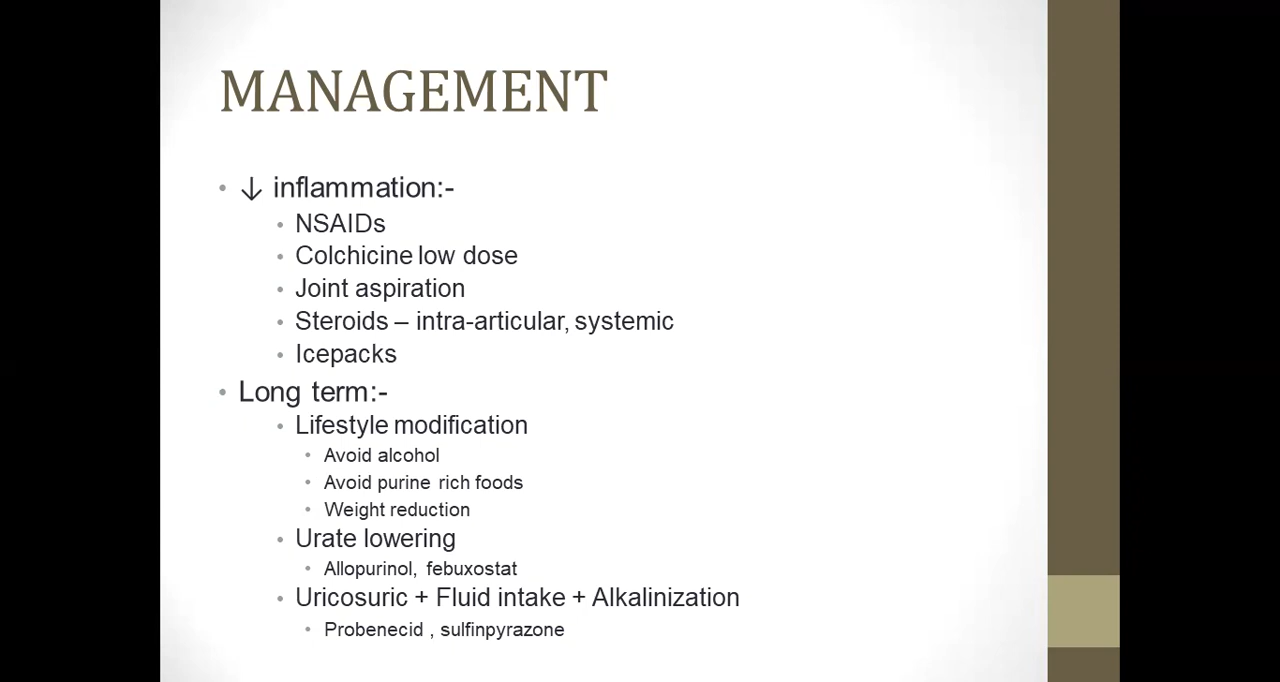 MANAGEMENT
• ↓ inflammation:-
• NSAIDs
• Colchicine low dose
• Joint aspiration
• Steroids – intra-articular, systemic
• Icepacks
• Long term:-
• Lifestyle modification
• Avoid alcohol
• Avoid purine rich foods
• Weight reduction
• Urate lowering
• Allopurinol, febuxostat
• Uricosuric + Fluid intake + Alkalinization
• Probenecid , sulfinpyrazone